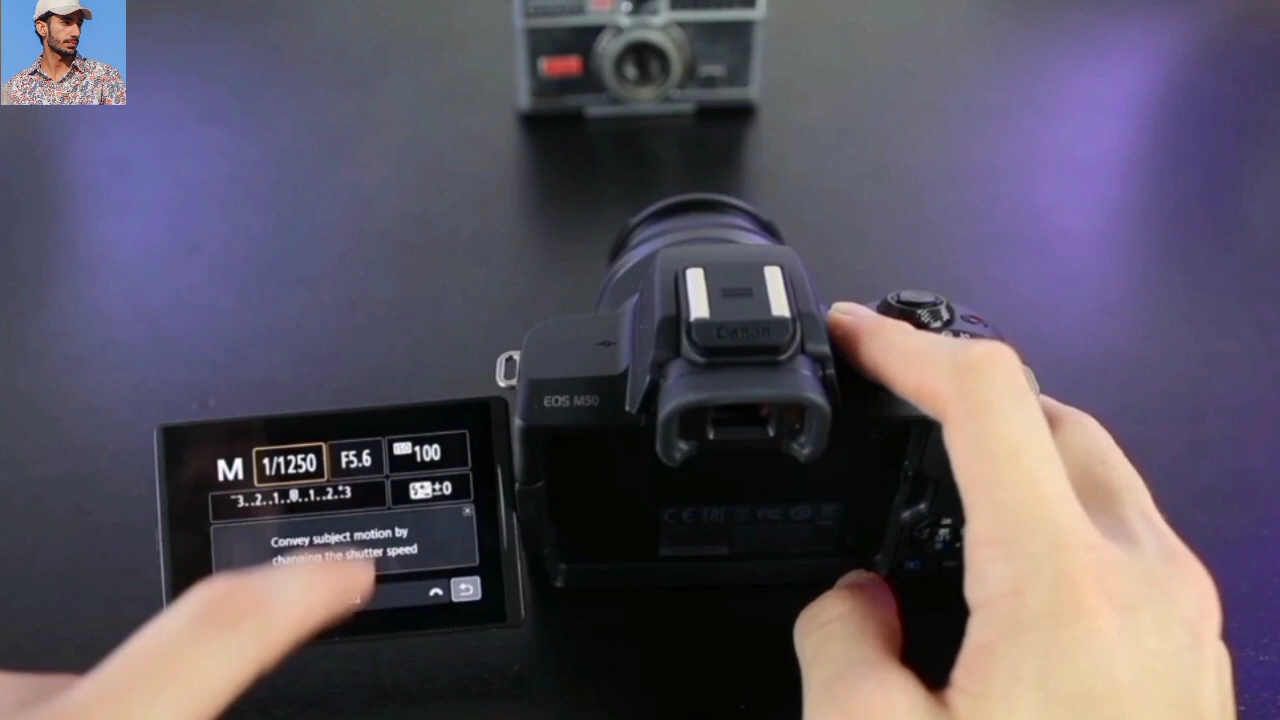 Canon
EOS M50
M 1/1250 F5.6 ISO 100
-3..2..1..0..1..2.+3 ±0
Convey subject motion by
changing the shutter speed